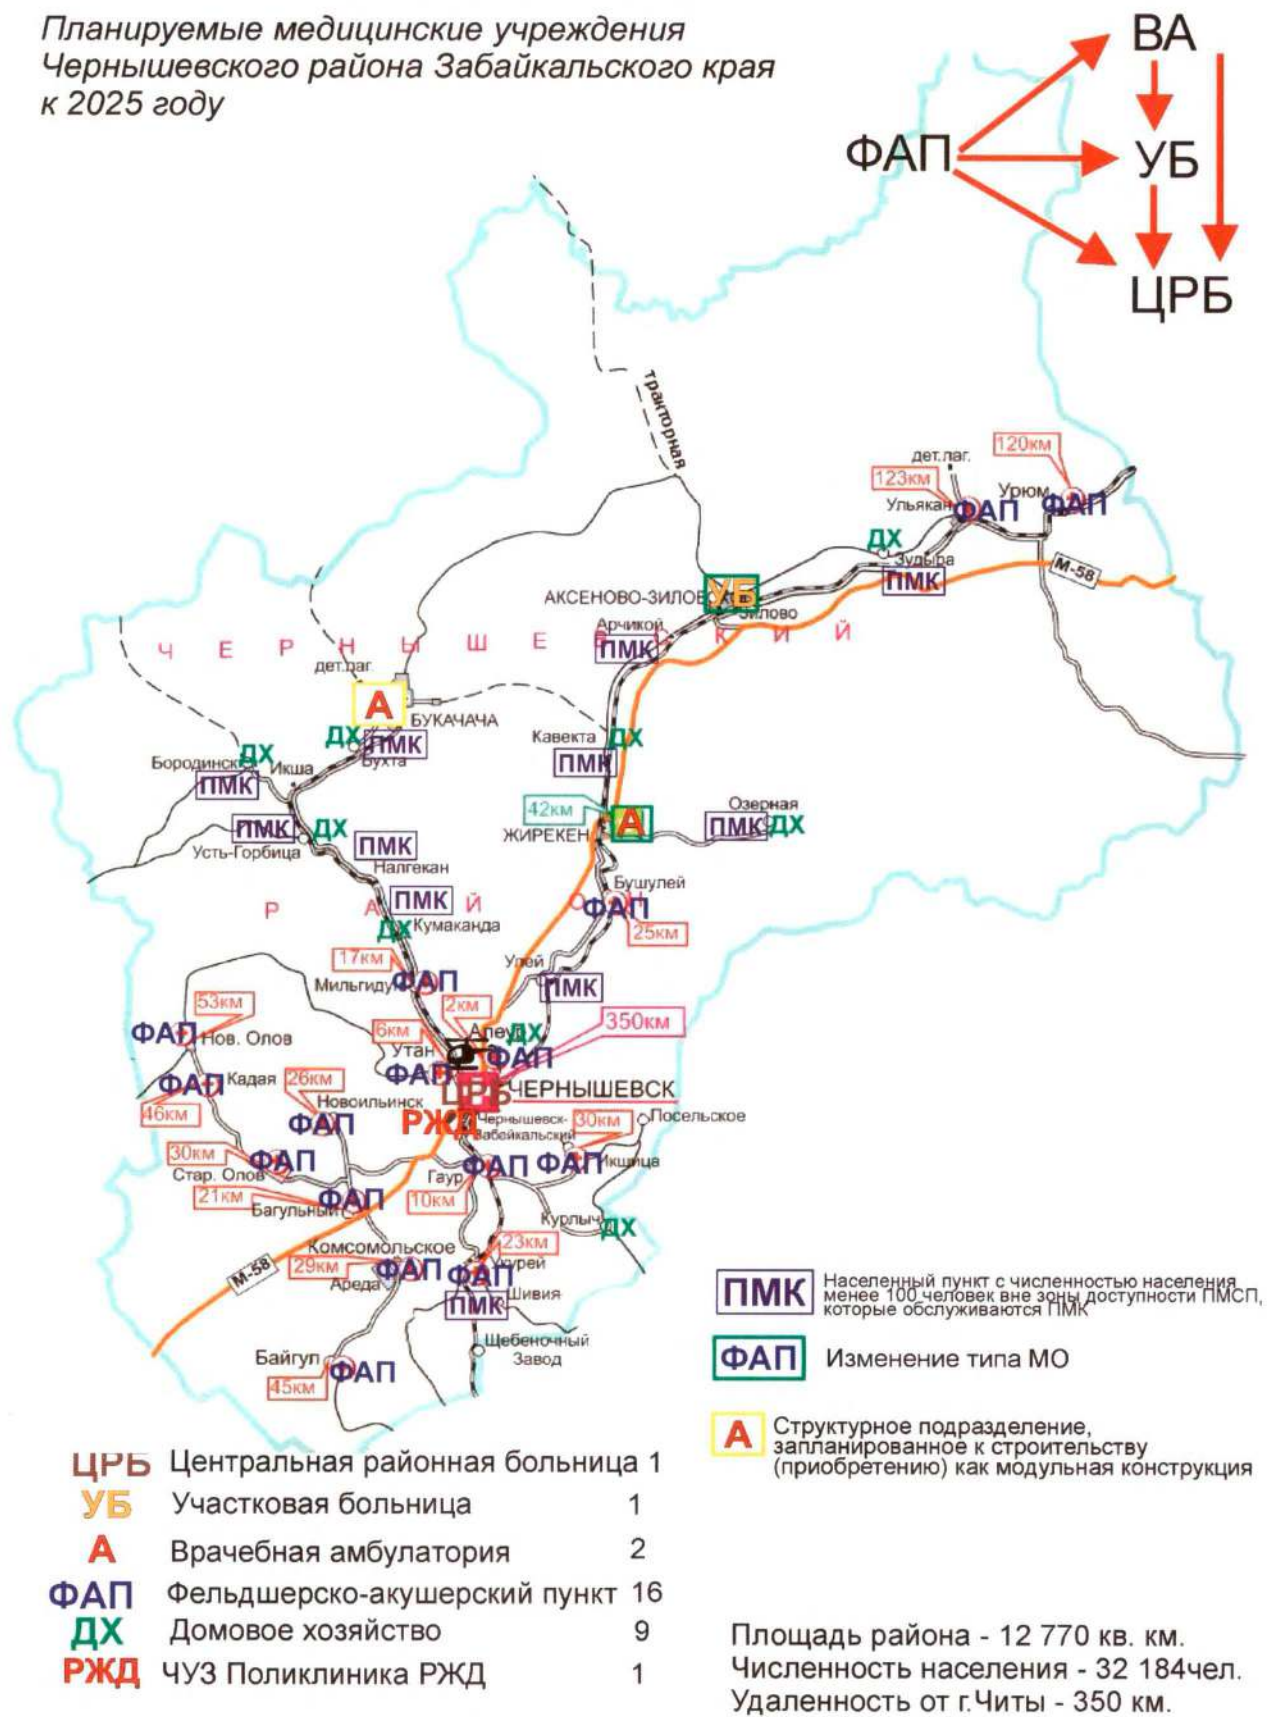 Планируемые медицинские учреждения
Чернышевского района Забайкальского края
к 2025 году
ВА
ФАП
УБ
ЦРБ
тракторная
120км
дет.лаг.
123км
Урюм
Ульякан
ФАП
ФАП
ДХ
Зудыра
ПМК
М-58
УБ
АКСЕНОВО-ЗИЛОВ
Зилово
Арчикой
ПМК
ЧЕРНЫШЕВСКИЙ
дет.лаг.
А
БУКАЧАЧА
ДХ
ПМК
Бухта
Кавекта
ДХ
ПМК
Бородинск
ДХ
Икша
ПМК
42км
А
ЖИРЕКЕН
Озерная
ПМК
ДХ
ПМК
ДХ
Усть-Горбица
ПМК
Налгекан
Бушулей
ФАП
25км
РАЙОН
ПМК
ДХ
Кумаканда
17км
Мильгидун
ФАП
Улей
ПМК
53км
2км
350км
6км
Алеур
ДХ
ФАП
Нов. Олов
Утан
ФАП
ФАП
ФАП
Кадая
26км
46км
Новоильинск
ФАП
ЦРБ
ЧЕРНЫШЕВСК
РЖД
Чернышевск-
Забайкальский
30км
Посельское
30км
ФАП
Стар. Олов
ФАП
ФАП
Икшица
Гаур
21км
ФАП
Багульный
10км
Курлыч
ДХ
Комсомольское
23км
М-58
29км
ФАП
Ареда
Укурей
ФАП
Шивия
ПМК
Щебеночный
Завод
Байгул
ФАП
45км
ПМК Населенный пункт с численностью населения
менее 100 человек вне зоны доступности ПМСП,
которые обслуживаются ПМК
ФАП Изменение типа МО
А Структурное подразделение,
запланированное к строительству
(приобретению) как модульная конструкция
ЦРБ Центральная районная больница 1
УБ Участковая больница 1
А Врачебная амбулатория 2
ФАП Фельдшерско-акушерский пункт 16
ДХ Домовое хозяйство 9
РЖД ЧУЗ Поликлиника РЖД 1
Площадь района - 12 770 кв. км.
Численность населения - 32 184чел.
Удаленность от г.Читы - 350 км.